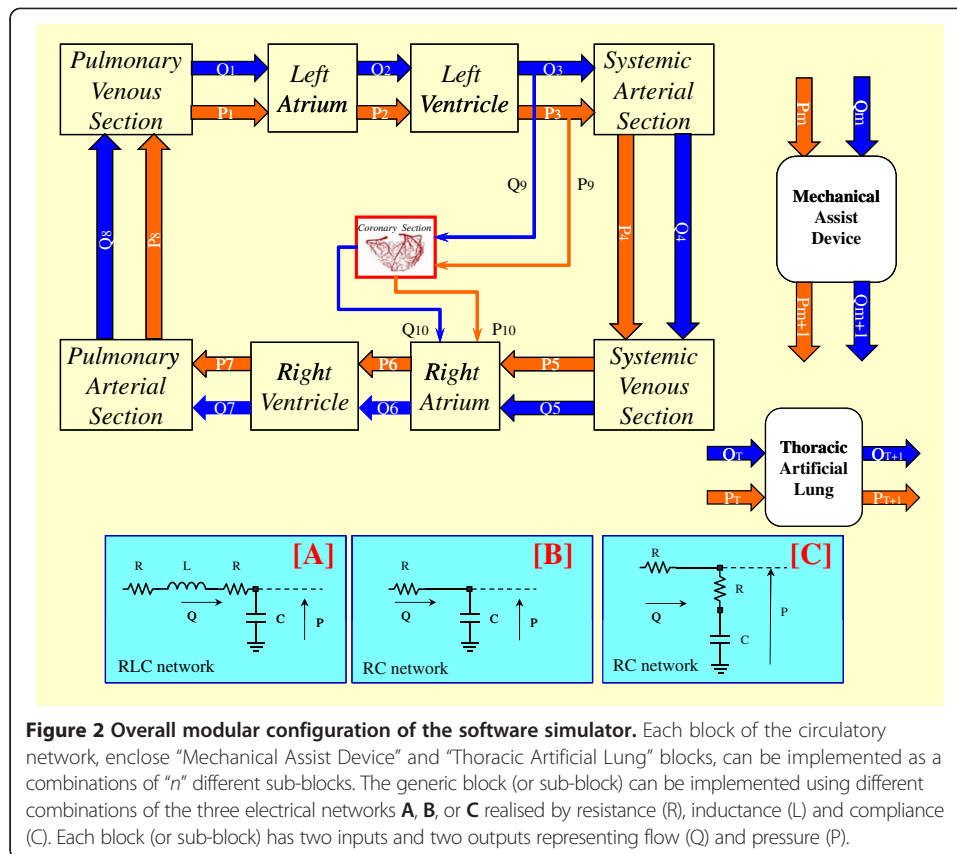 Pulmonary
Venous
Section
Q1
P1
Left
Atrium
Q2
P2
Left
Ventricle
Q3
P3
Systemic
Arterial
Section
Pm
Qm
Mechanical
Assist
Device
Pm+1
Qm+1
Q9
P9
Coronary Section
Q8
P8
P4
Q4
Q10
P10
Pulmonary
Arterial
Section
P7
Q7
Right
Ventricle
P6
Q6
Right
Atrium
P5
Q5
Systemic
Venous
Section
QT
PT
Thoracic
Artificial
Lung
QT+1
PT+1
[A]
R L R
Q
C
P
RLC network
[B]
R
Q
C
P
RC network
[C]
R
R
Q
P
C
RC network
Figure 2 Overall modular configuration of the software simulator. Each block of the circulatory
network, enclose “Mechanical Assist Device” and “Thoracic Artificial Lung” blocks, can be implemented as a
combinations of “n” different sub-blocks. The generic block (or sub-block) can be implemented using different
combinations of the three electrical networks A, B, or C realised by resistance (R), inductance (L) and compliance
(C). Each block (or sub-block) has two inputs and two outputs representing flow (Q) and pressure (P).